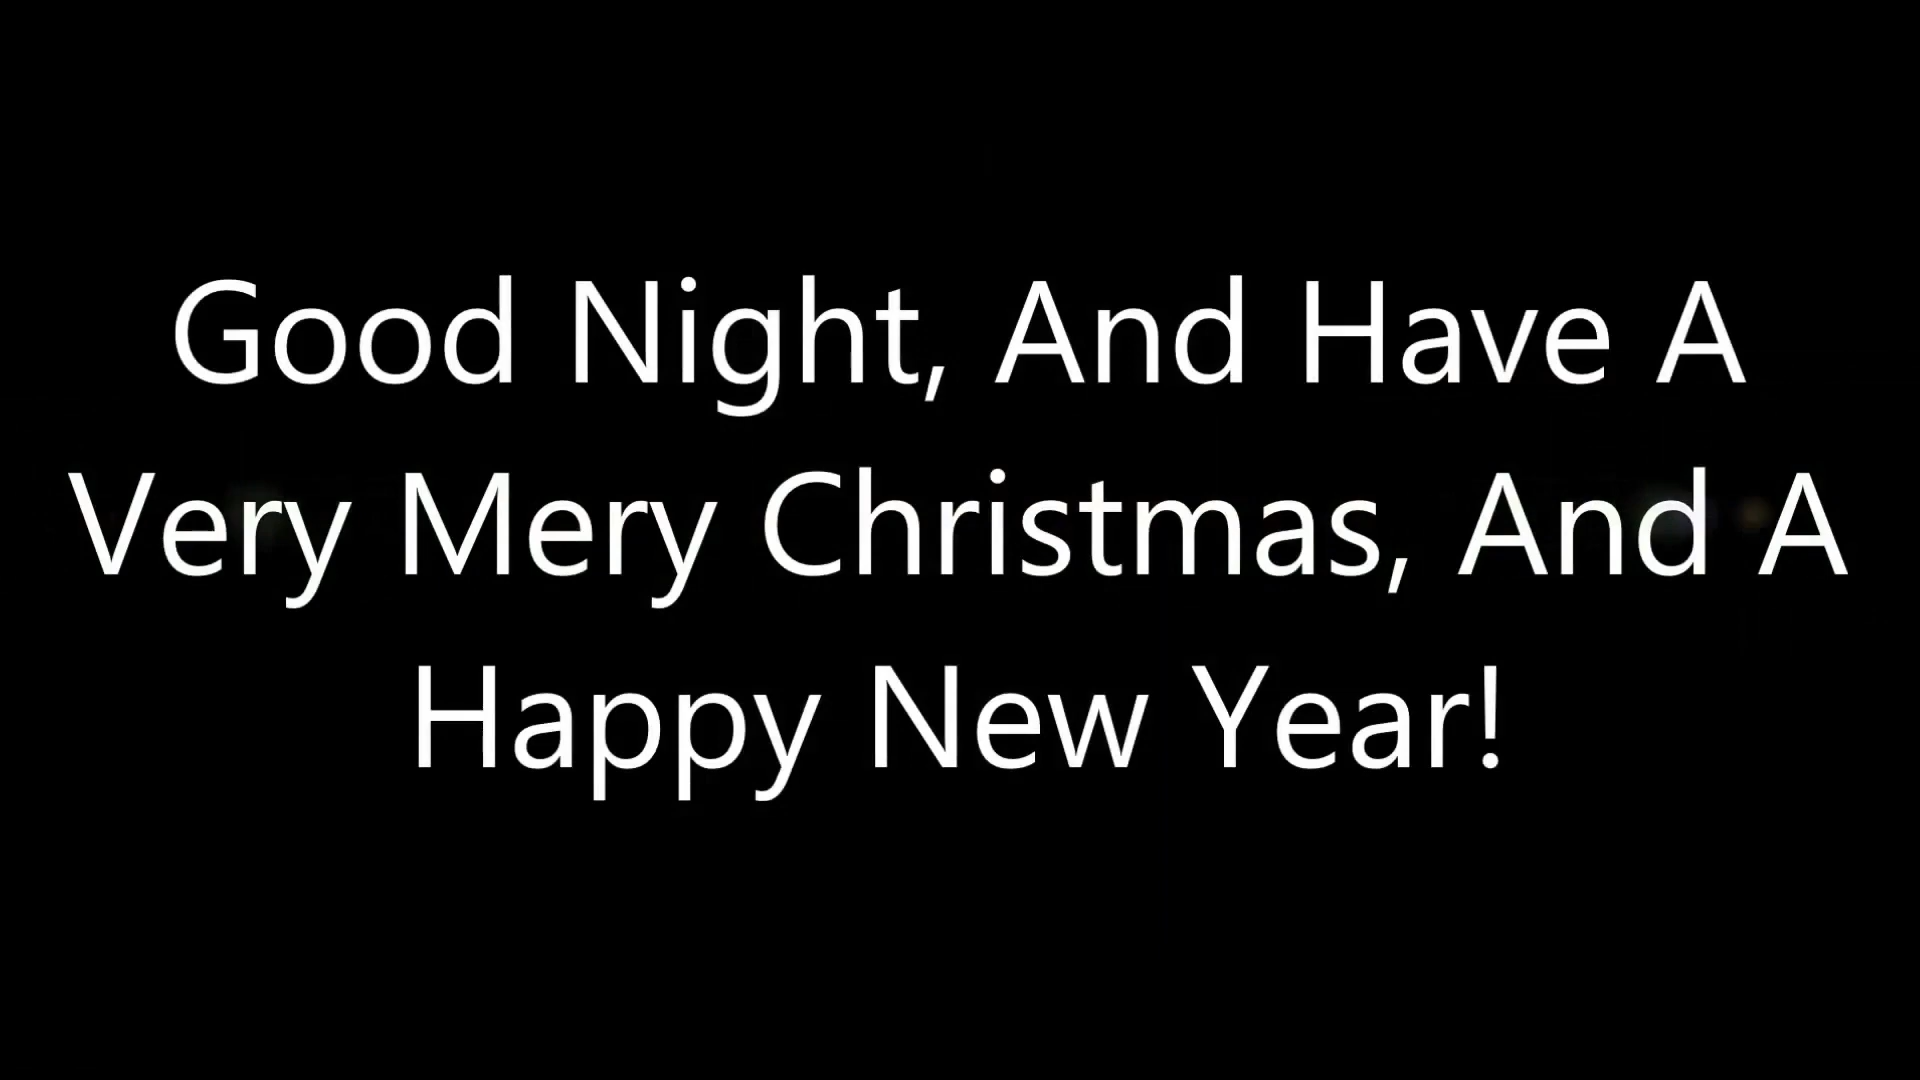 Good Night, And Have A
Very Mery Christmas, And A
Happy New Year!